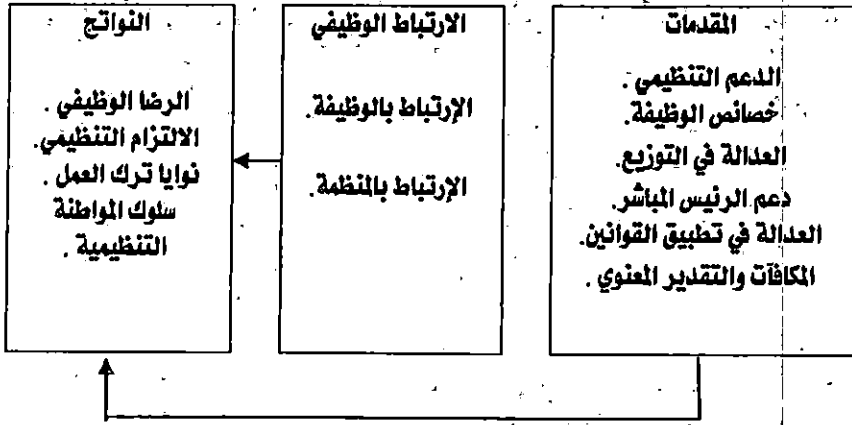 المقدمات
الدعم التنظيمي .
خصائص الوظيفة.
العدالة في التوزيع.
دعم الرئيس المباشر.
العدالة في تطبيق القوانين.
المكافآت والتقدير المعنوي .
الارتباط الوظيفي
الإرتباط بالوظيفة.
الإرتباط بالمنظمة.
النواتج
الرضا الوظيفي .
الالتزام التنظيمي.
نوايا ترك العمل .
سلوك المواطنة
التنظيمية .